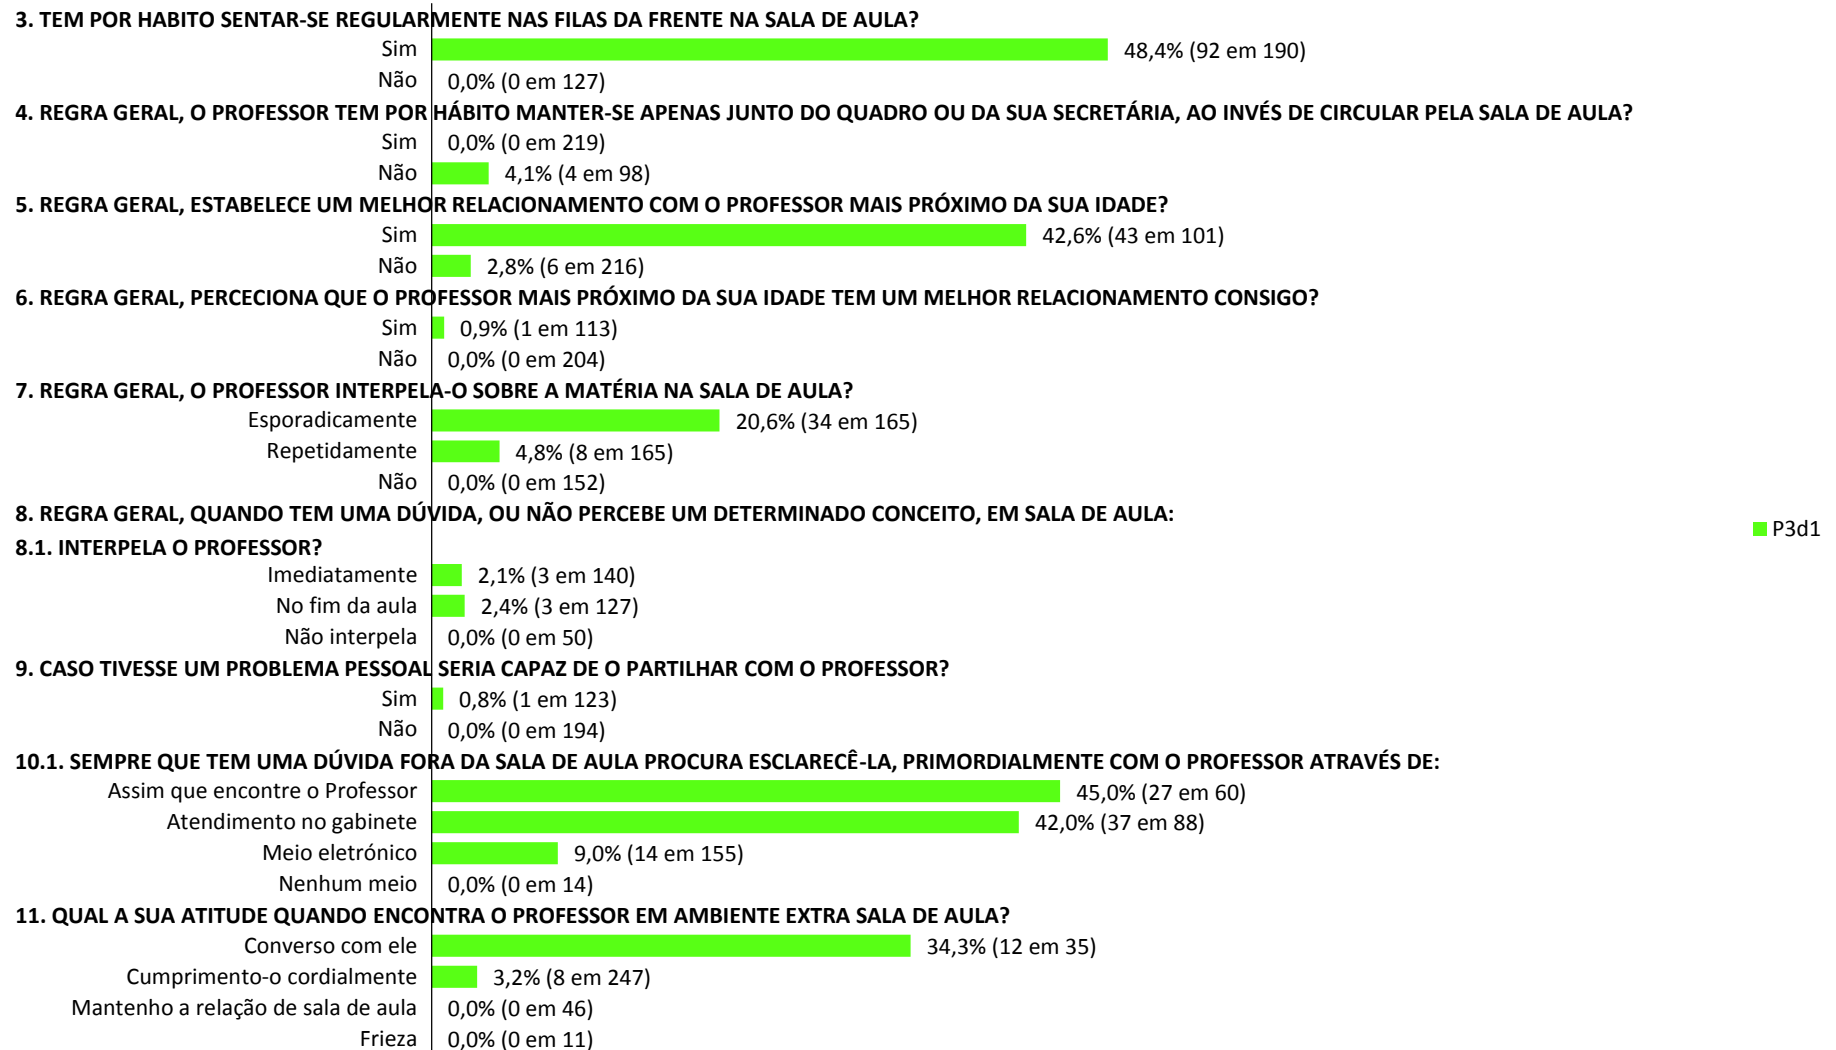 3. TEM POR HABITO SENTAR-SE REGULARMENTE NAS FILAS DA FRENTE NA SALA DE AULA?
Sim 48,4% (92 em 190)
Não 0,0% (0 em 127)
4. REGRA GERAL, O PROFESSOR TEM POR HÁBITO MANTER-SE APENAS JUNTO DO QUADRO OU DA SUA SECRETÁRIA, AO INVÉS DE CIRCULAR PELA SALA DE AULA?
Sim 0,0% (0 em 219)
Não 4,1% (4 em 98)
5. REGRA GERAL, ESTABELECE UM MELHOR RELACIONAMENTO COM O PROFESSOR MAIS PRÓXIMO DA SUA IDADE?
Sim 42,6% (43 em 101)
Não 2,8% (6 em 216)
6. REGRA GERAL, PERCECIONA QUE O PROFESSOR MAIS PRÓXIMO DA SUA IDADE TEM UM MELHOR RELACIONAMENTO CONSIGO?
Sim 0,9% (1 em 113)
Não 0,0% (0 em 204)
7. REGRA GERAL, O PROFESSOR INTERPELA-O SOBRE A MATÉRIA NA SALA DE AULA?
Esporadicamente 20,6% (34 em 165)
Repetidamente 4,8% (8 em 165)
Não 0,0% (0 em 152)
8. REGRA GERAL, QUANDO TEM UMA DÚVIDA, OU NÃO PERCEBE UM DETERMINADO CONCEITO, EM SALA DE AULA:
P3d1
8.1. INTERPELA O PROFESSOR?
Imediatamente 2,1% (3 em 140)
No fim da aula 2,4% (3 em 127)
Não interpela 0,0% (0 em 50)
9. CASO TIVESSE UM PROBLEMA PESSOAL SERIA CAPAZ DE O PARTILHAR COM O PROFESSOR?
Sim 0,8% (1 em 123)
Não 0,0% (0 em 194)
10.1. SEMPRE QUE TEM UMA DÚVIDA FORA DA SALA DE AULA PROCURA ESCLARECÊ-LA, PRIMORDIALMENTE COM O PROFESSOR ATRAVÉS DE:
Assim que encontre o Professor 45,0% (27 em 60)
Atendimento no gabinete 42,0% (37 em 88)
Meio eletrónico 9,0% (14 em 155)
Nenhum meio 0,0% (0 em 14)
11. QUAL A SUA ATITUDE QUANDO ENCONTRA O PROFESSOR EM AMBIENTE EXTRA SALA DE AULA?
Converso com ele 34,3% (12 em 35)
Cumprimento-o cordialmente 3,2% (8 em 247)
Mantenho a relação de sala de aula 0,0% (0 em 46)
Frieza 0,0% (0 em 11)